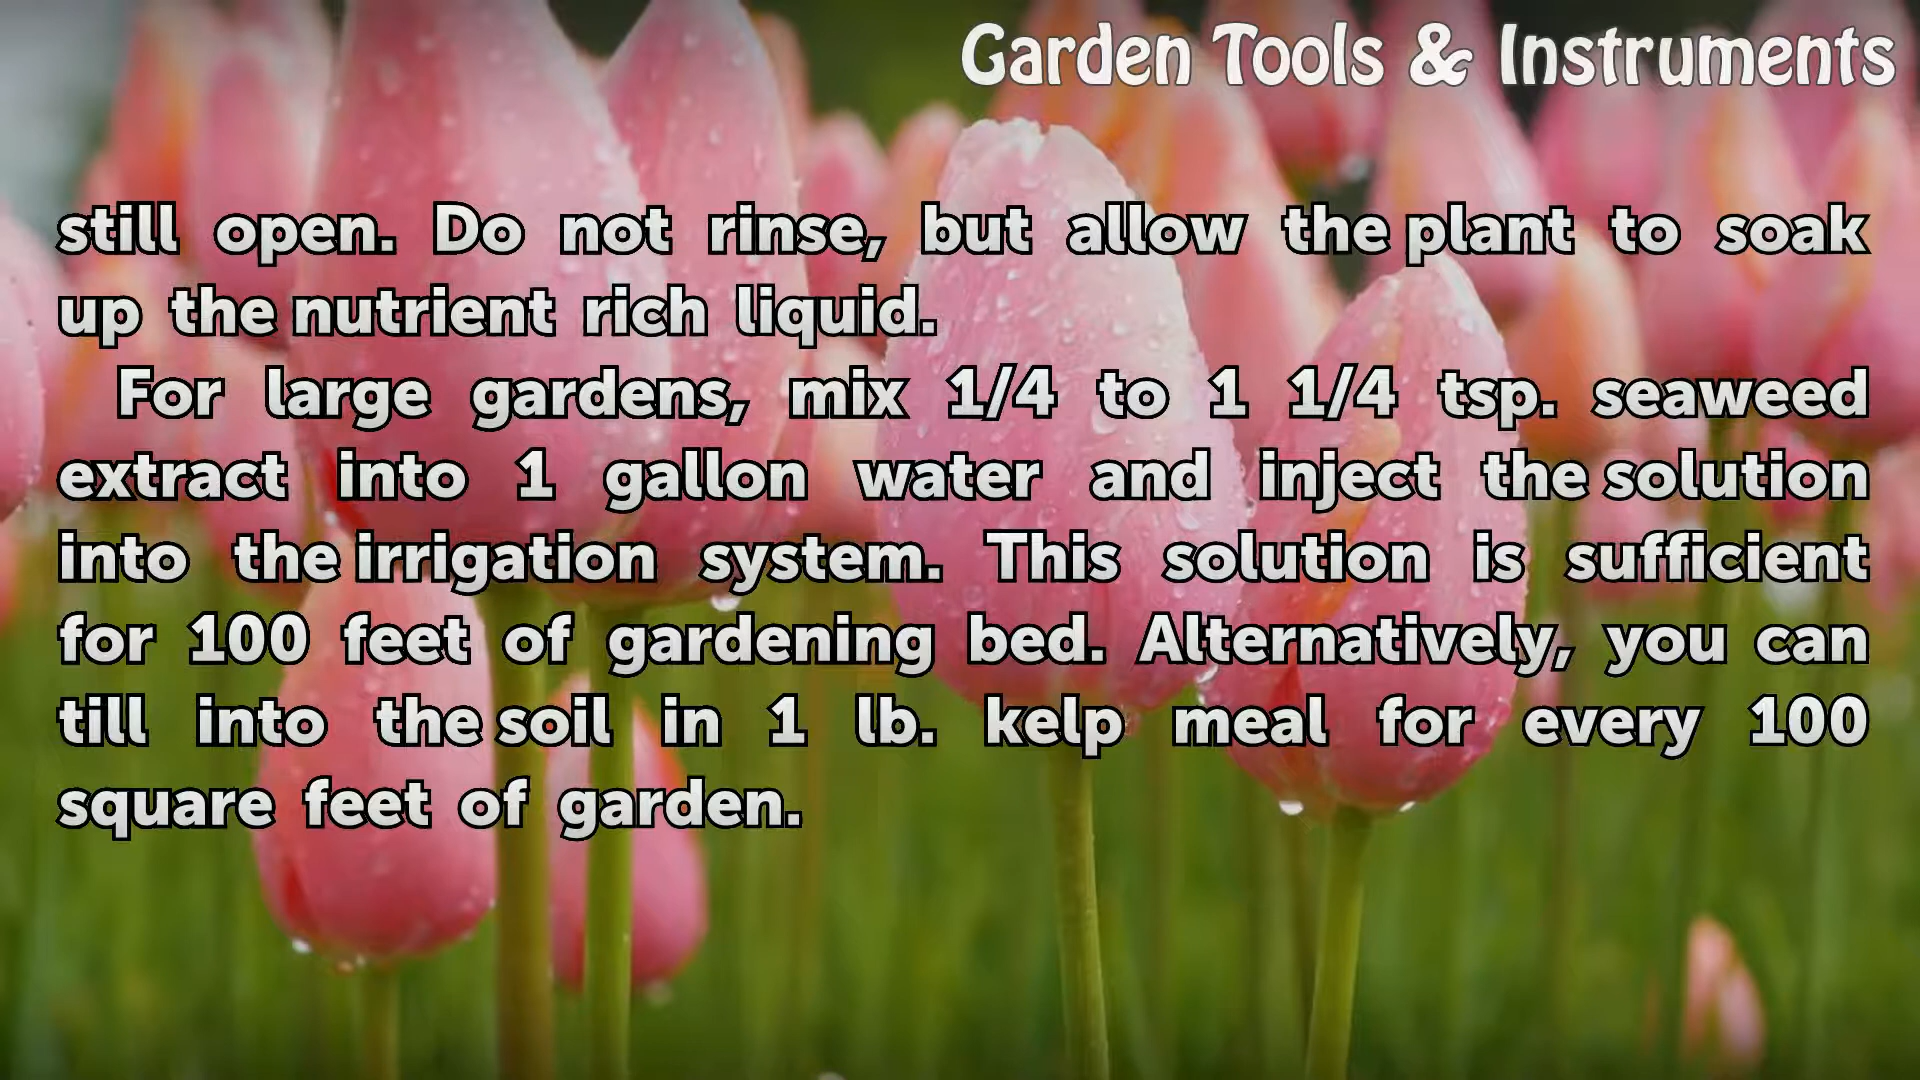 Garden Tools & Instruments
still open. Do not rinse, but allow the plant to soak
up the nutrient rich liquid.
For large gardens, mix 1/4 to 1 1/4 tsp. seaweed
extract into 1 gallon water and inject the solution
into the irrigation system. This solution is sufficient
for 100 feet of gardening bed. Alternatively, you can
till into the soil in 1 lb. kelp meal for every 100
square feet of garden.